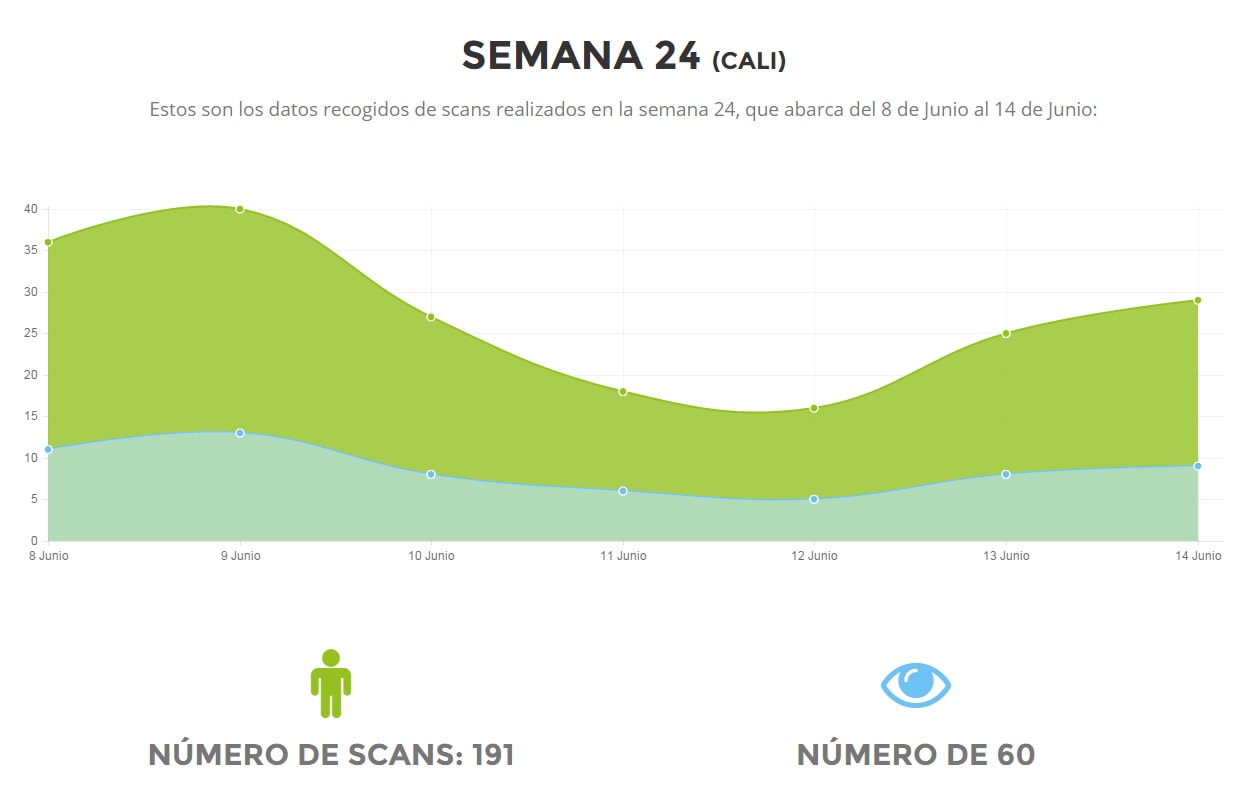 SEMANA 24 (CALI)
Estos son los datos recogidos de scans realizados en la semana 24, que abarca del 8 de Junio al 14 de Junio:
40
35
30
25
20
15
10
5
0
8 Junio 9 Junio 10 Junio 11 Junio 12 Junio 13 Junio 14 Junio
NÚMERO DE SCANS: 191
NÚMERO DE 60